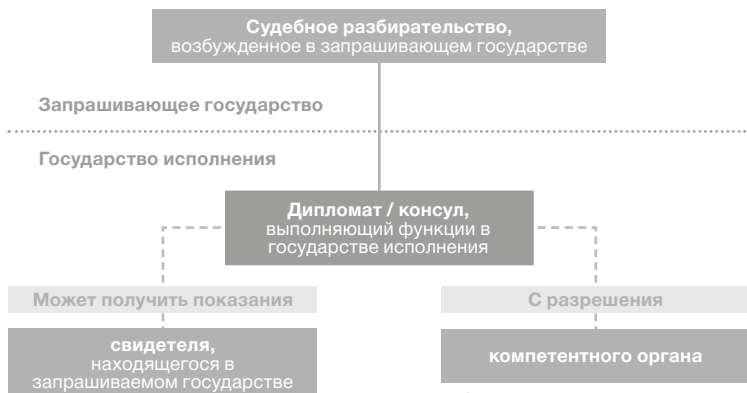 Судебное разбирательство,
возбужденное в запрашивающем государстве
Запрашивающее государство
Государство исполнения
Дипломат / консул,
выполняющий функции в
государстве исполнения
Может получить показания
С разрешения
свидетеля,
находящегося в
запрашиваемом государстве
компетентного органа